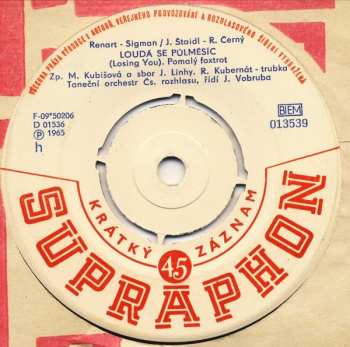 VŠECHNA PRÁVA VÝROBCE I AUTORŮ, VEŘEJNÉHO PROVOZOVÁNÍ A ROZHLASOVÉHO ŠÍŘENÍ VYHRAŽENA
Renart - Sigman / J. Staidl - R. Černý
LOUDÁ SE PŮLMĚSÍC
(Losing You). Pomalý foxtrot
Zp. M. Kubišová a sbor J. Linhy. R. Kubernát - trubka
Taneční orchestr Čs. rozhlasu, řídí J. Vobruba
F-09*50206
D 01536
Ⓟ 1965
h
BIEM
013539
KRÁTKÝ 45 ZÁZNAM
SUPRAPHON